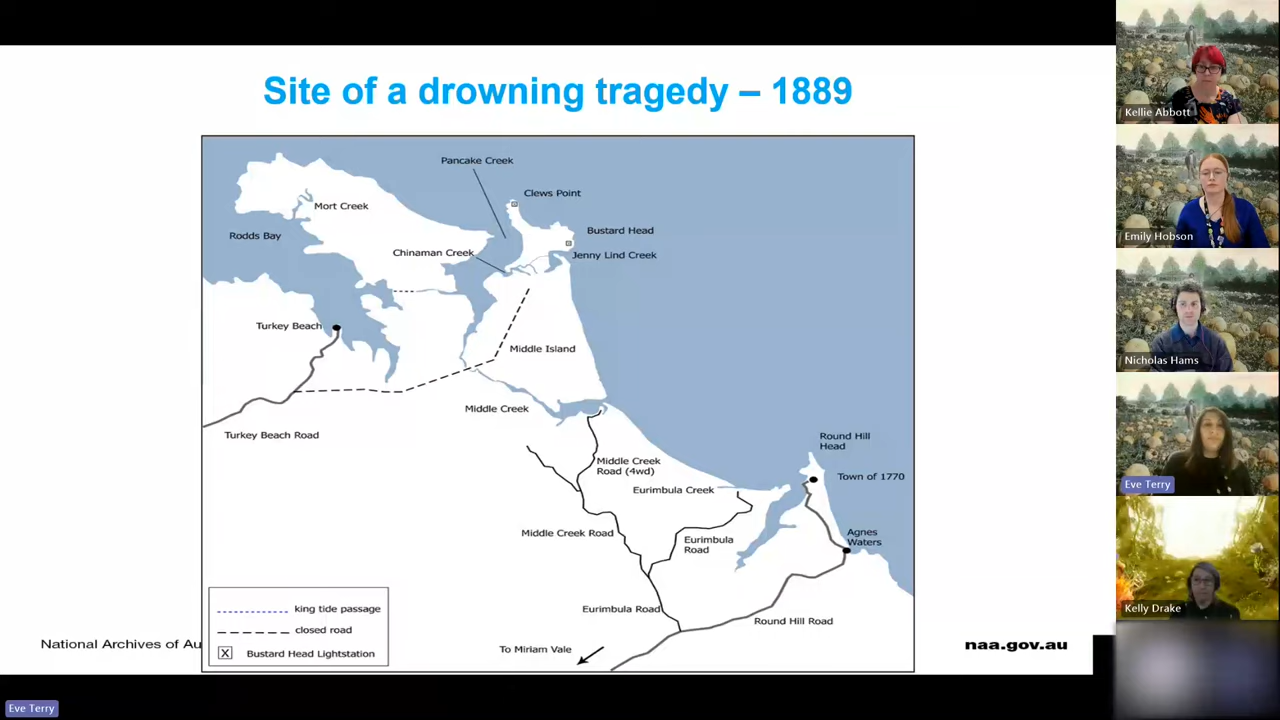 Site of a drowning tragedy – 1889
Pancake Creek
Clews Point
Mort Creek
Bustard Head
Rodds Bay
Chinaman Creek
Jenny Lind Creek
Turkey Beach
Middle Island
Middle Creek
Turkey Beach Road
Round Hill
Head
Middle Creek
Road (4wd)
Town of 1770
Eurimbula Creek
Middle Creek Road
Eurimbula
Road
Agnes
Waters
Eurimbula Road
Round Hill Road
To Miriam Vale
king tide passage
closed road
X
Bustard Head Lightstation
National Archives of Au
naa.gov.au
Kellie Abbott
Emily Hobson
Nicholas Hams
Eve Terry
Kelly Drake
Eve Terry